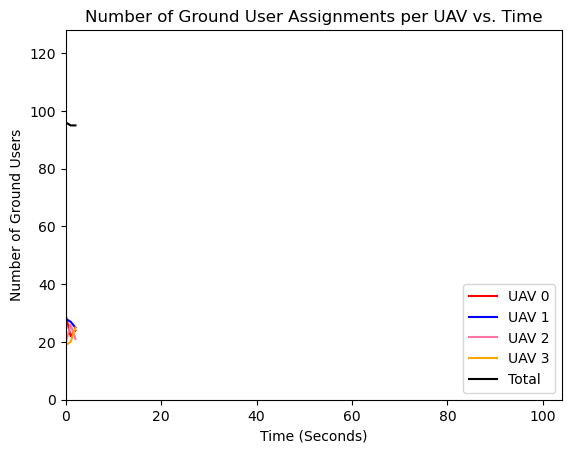 Number of Ground User Assignments per UAV vs. Time
Number of Ground Users
120
100
80
60
40
20
0
0 20 40 60 80 100
Time (Seconds)
UAV 0
UAV 1
UAV 2
UAV 3
Total